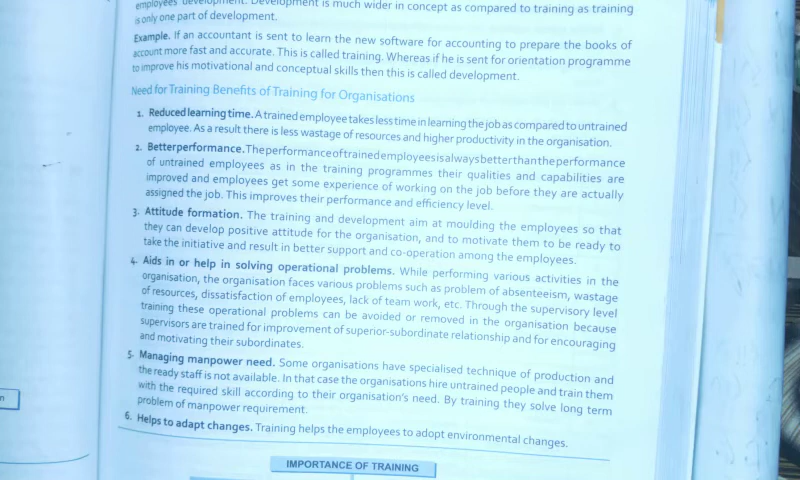 employees development. Development is much wider in concept as compared to training as training
is only one part of development.
Example. If an accountant is sent to learn the new software for accounting to prepare the books of
account more fast and accurate. This is called training. Whereas if he is sent for orientation programme
to improve his motivational and conceptual skills then this is called development.
Need for Training Benefits of Training for Organisations
1. Reduced learning time. A trained employee takes less time in learning the job as compared to untrained
employee. As a result there is less wastage of resources and higher productivity in the organisation.
2. Better performance. The performance of trained employees is always better than the performance
of untrained employees as in the training programmes their qualities and capabilities are
improved and employees get some experience of working on the job before they are actually
assigned the job. This improves their performance and efficiency level.
3. Attitude formation. The training and development aim at moulding the employees so that
they can develop positive attitude for the organisation, and to motivate them to be ready to
take the initiative and result in better support and co-operation among the employees.
4. Aids in or help in solving operational problems. While performing various activities in the
organisation, the organisation faces various problems such as problem of absenteeism, wastage
of resources, dissatisfaction of employees, lack of team work, etc. Through the supervisory level
training these operational problems can be avoided or removed in the organisation because
supervisors are trained for improvement of superior-subordinate relationship and for encouraging
and motivating their subordinates.
5. Managing manpower need. Some organisations have specialised technique of production and
the ready staff is not available. In that case the organisations hire untrained people and train them
with the required skill according to their organisation's need. By training they solve long term
problem of manpower requirement.
6. Helps to adapt changes. Training helps the employees to adopt environmental changes.
IMPORTANCE OF TRAINING